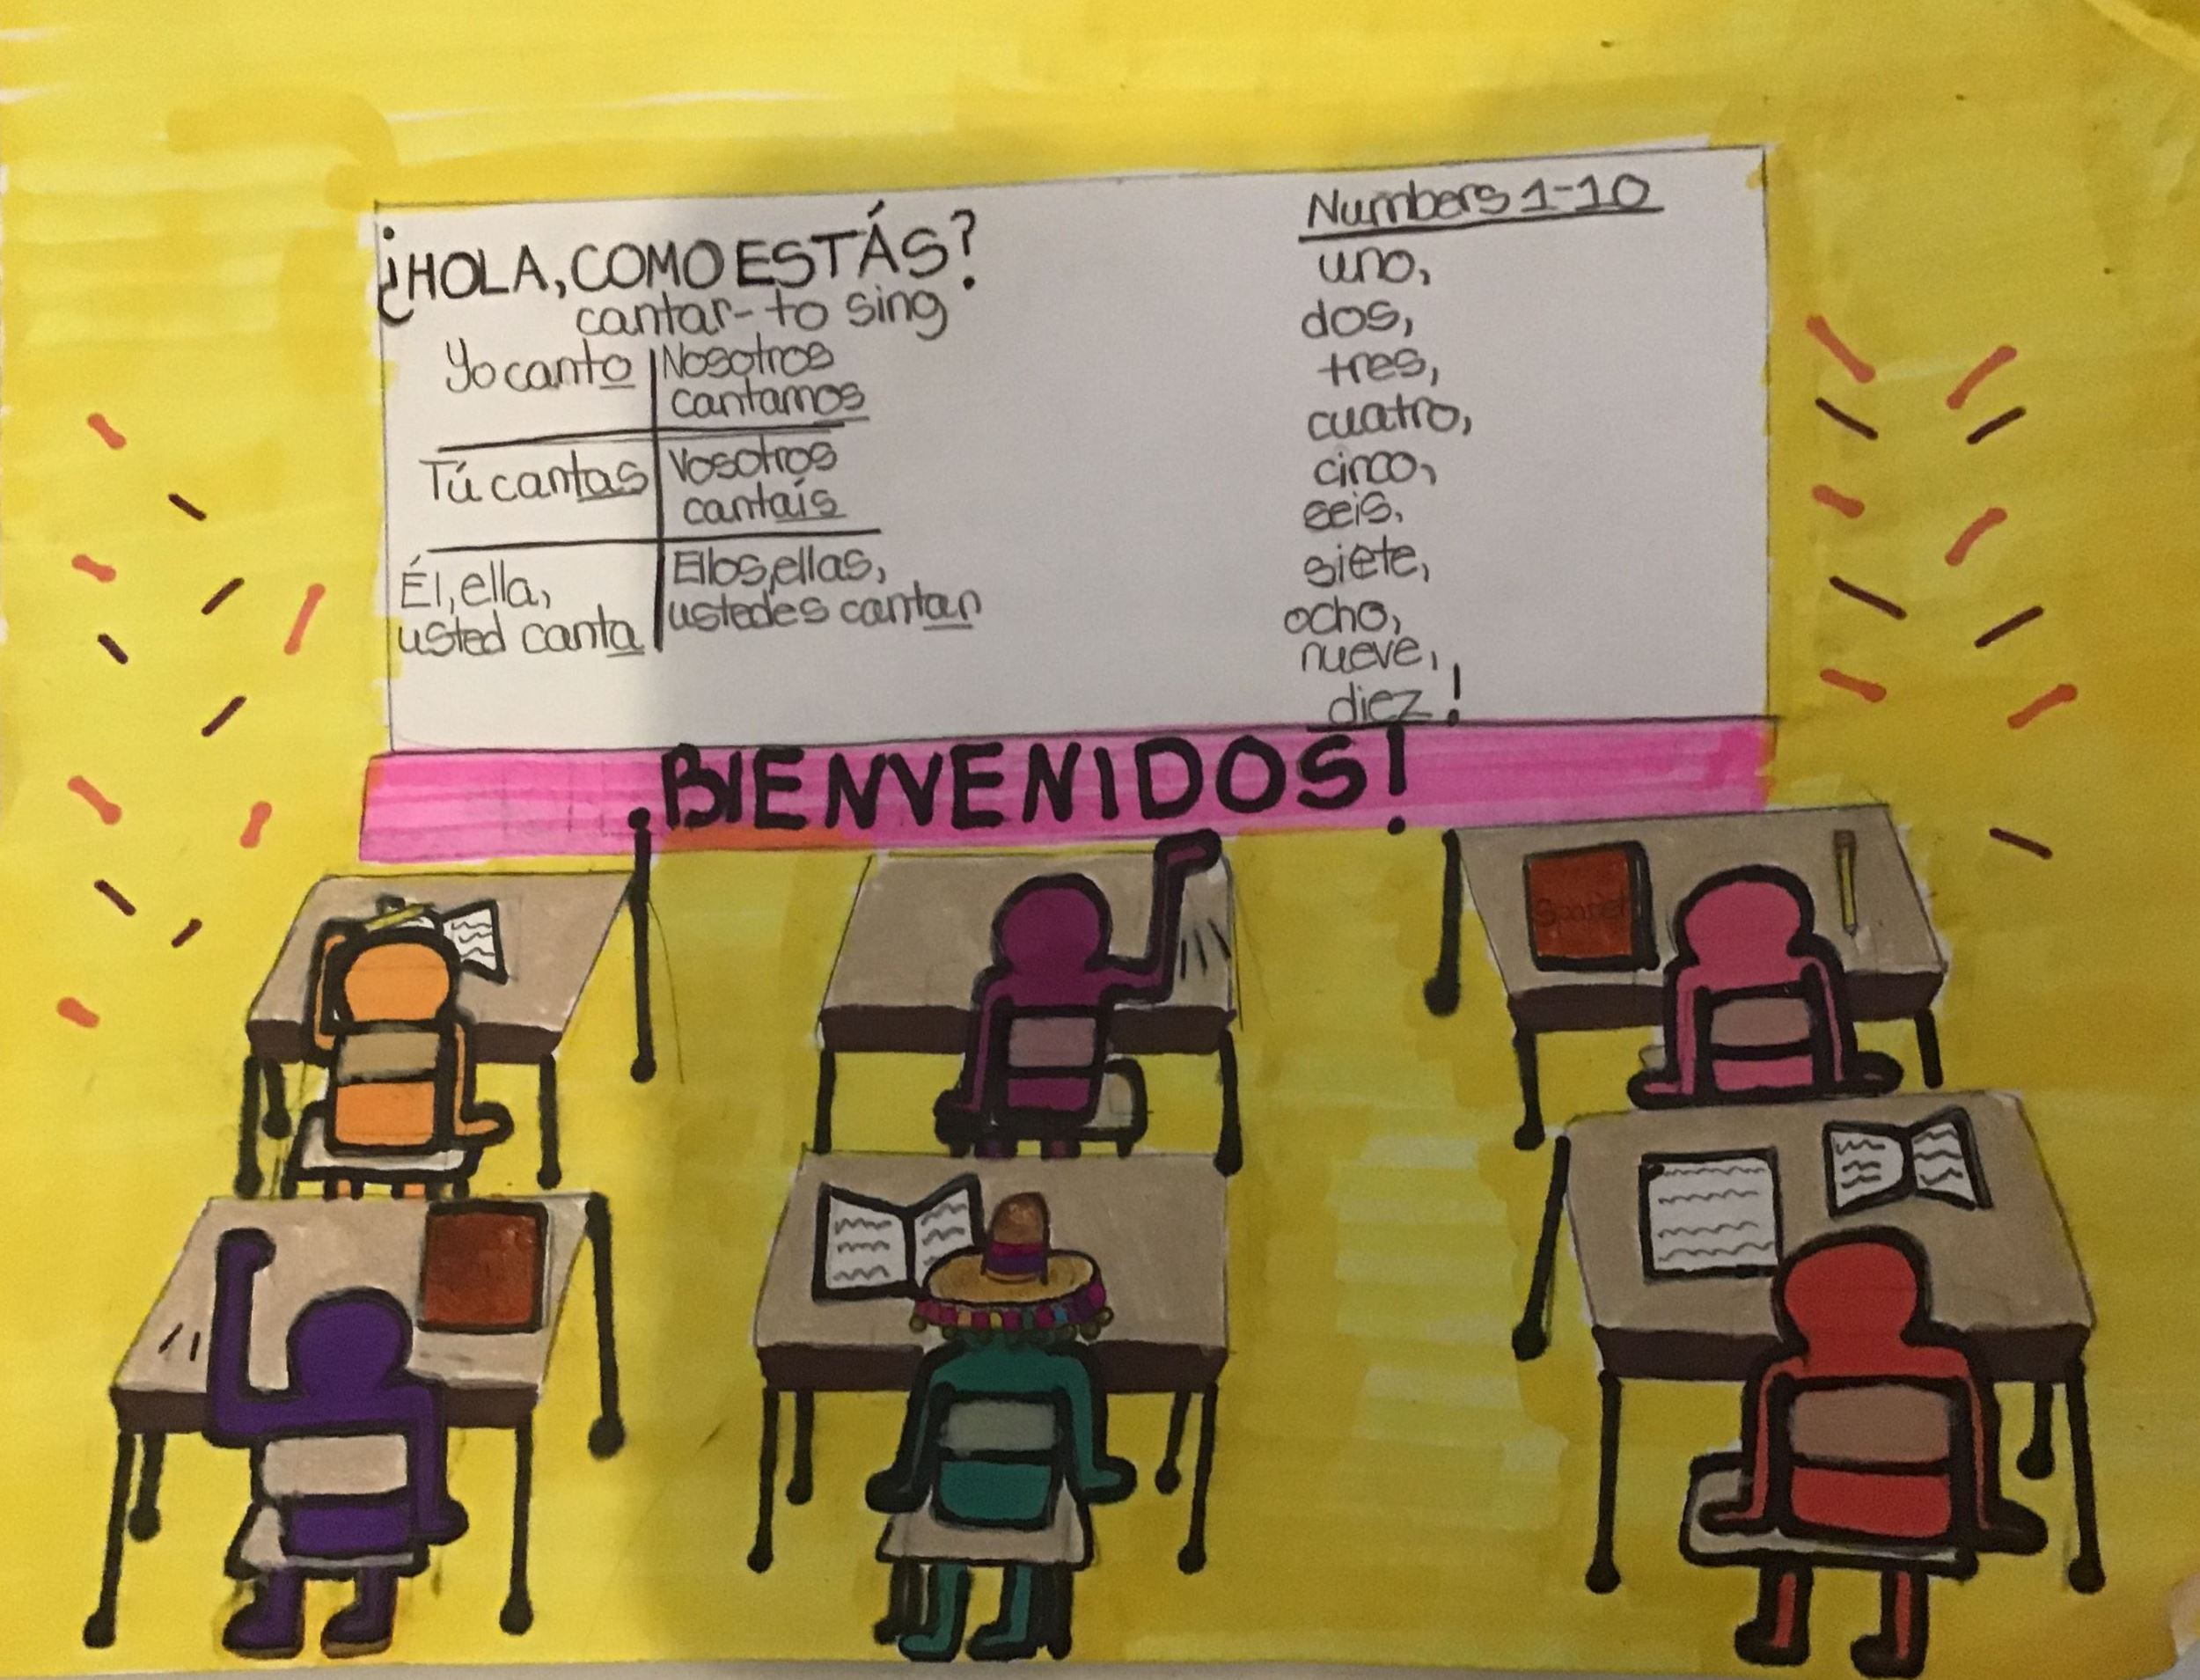 ¿HOLA, COMO ESTÁS?
cantar- to sing
Yo canto
Nosotros
cantamos
Tú cantas
Vosotros
cantaís
Él, ella,
usted canta
Ellos, ellas,
ustedes cantan
Numbers 1-10
uno,
dos,
tres,
cuatro,
cinco,
seis,
siete,
ocho,
nueve,
diez!
¡BIENVENIDOS!
Spanish